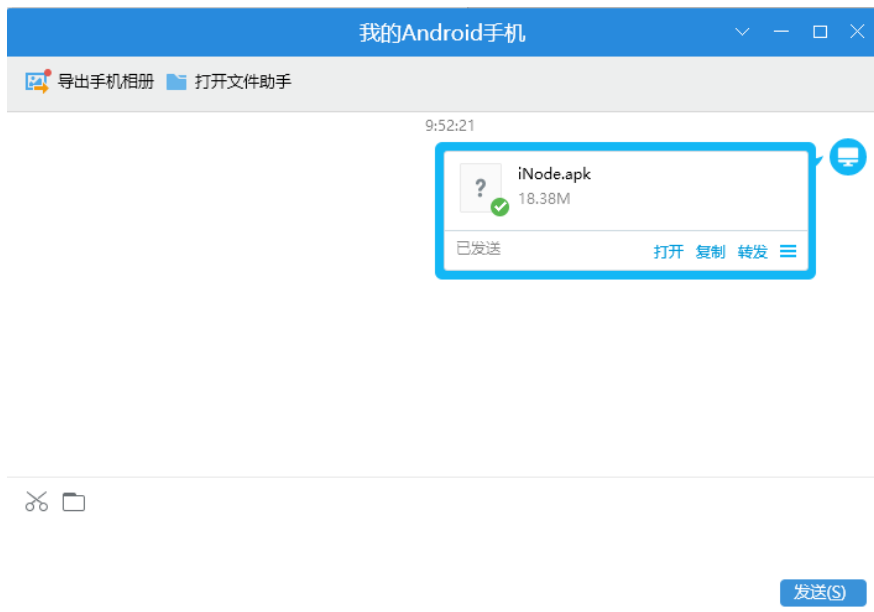 我的Android手机
导出手机相册 打开文件助手
9:52:21
iNode.apk
?
18.38M
已发送 打开 复制 转发
发送(S)